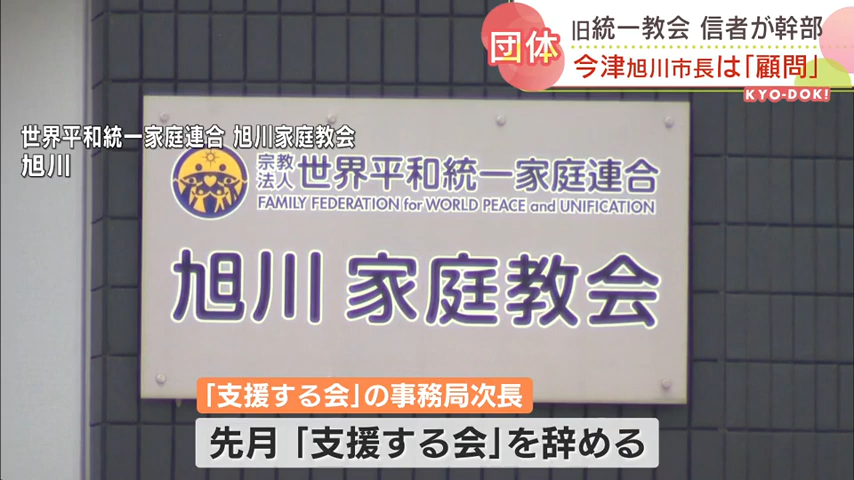 団体
旧統一教会 信者が幹部
今津旭川市長は「顧問」
KYO-DOK!
世界平和統一家庭連合 旭川家庭教会
旭川
宗教法人 世界平和統一家庭連合
FAMILY FEDERATION for WORLD PEACE and UNIFICATION
旭川 家庭教会
「支援する会」の事務局次長
先月「支援する会」を辞める